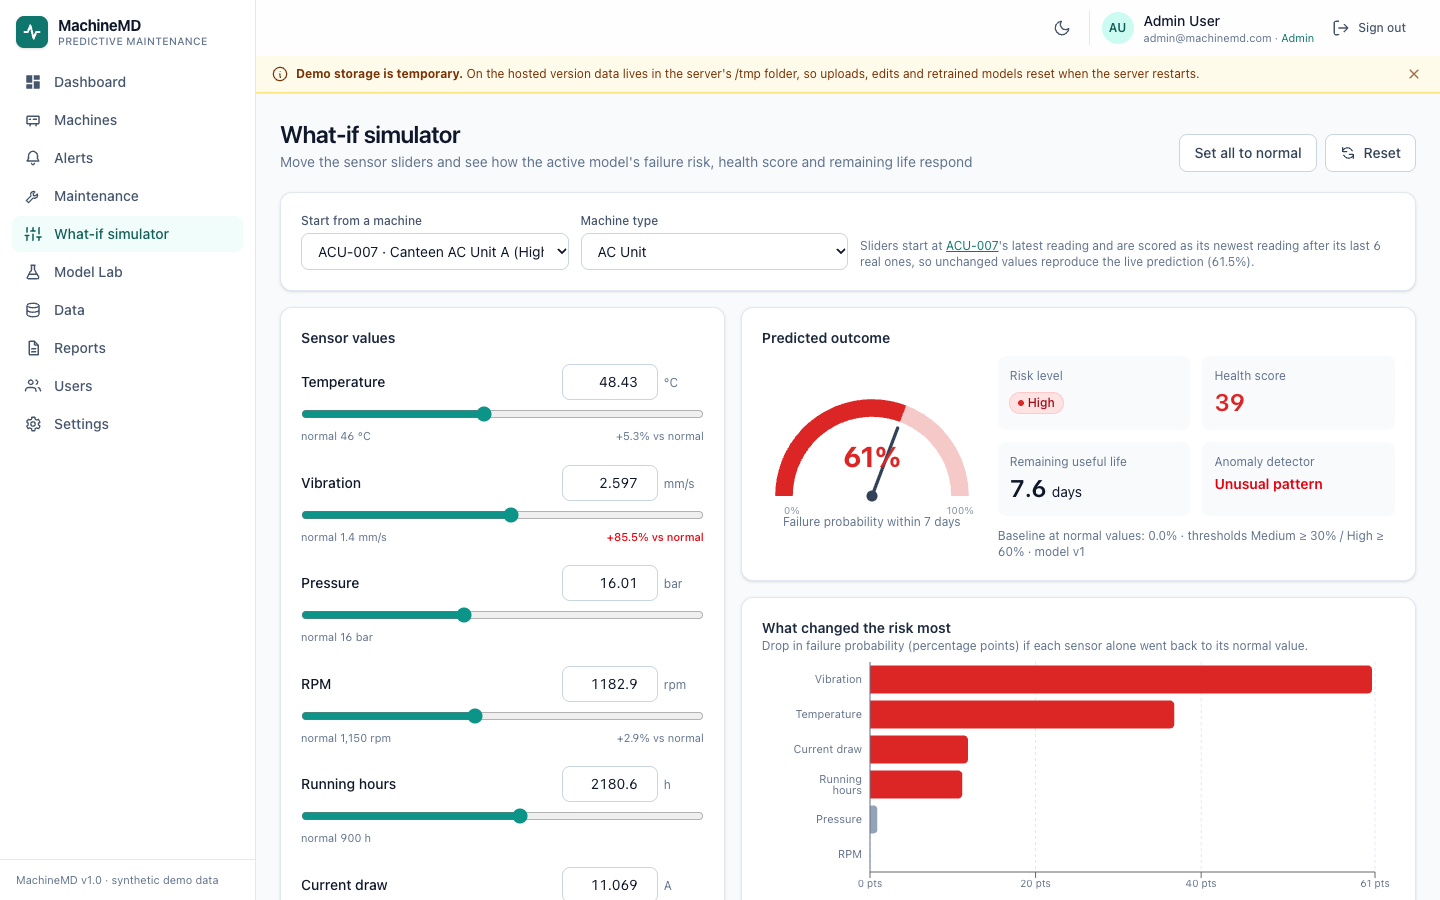 MachineMD
PREDICTIVE MAINTENANCE
Dashboard
Machines
Alerts
Maintenance
What-if simulator
Model Lab
Data
Reports
Users
Settings
MachineMD v1.0 · synthetic demo data
AU
Admin User
admin@machinemd.com · Admin
Sign out
Demo storage is temporary. On the hosted version data lives in the server's /tmp folder, so uploads, edits and retrained models reset when the server restarts.
What-if simulator
Move the sensor sliders and see how the active model's failure risk, health score and remaining life respond
Set all to normal
Reset
Start from a machine
ACU-007 · Canteen AC Unit A (High
Machine type
AC Unit
Sliders start at ACU-007's latest reading and are scored as its newest reading after its last 6
real ones, so unchanged values reproduce the live prediction (61.5%).
Sensor values
Temperature
48.43 °C
normal 46 °C
+5.3% vs normal
Vibration
2.597 mm/s
normal 1.4 mm/s
+85.5% vs normal
Pressure
16.01 bar
normal 16 bar
RPM
1182.9 rpm
normal 1,150 rpm
+2.9% vs normal
Running hours
2180.6 h
normal 900 h
Current draw
11.069 A
Predicted outcome
61%
0%
100%
Failure probability within 7 days
Risk level
High
Health score
39
Remaining useful life
7.6 days
Anomaly detector
Unusual pattern
Baseline at normal values: 0.0% · thresholds Medium ≥ 30% / High ≥
60% · model v1
What changed the risk most
Drop in failure probability (percentage points) if each sensor alone went back to its normal value.
Vibration
Temperature
Current draw
Running
hours
Pressure
RPM
0 pts
20 pts
40 pts
61 pts